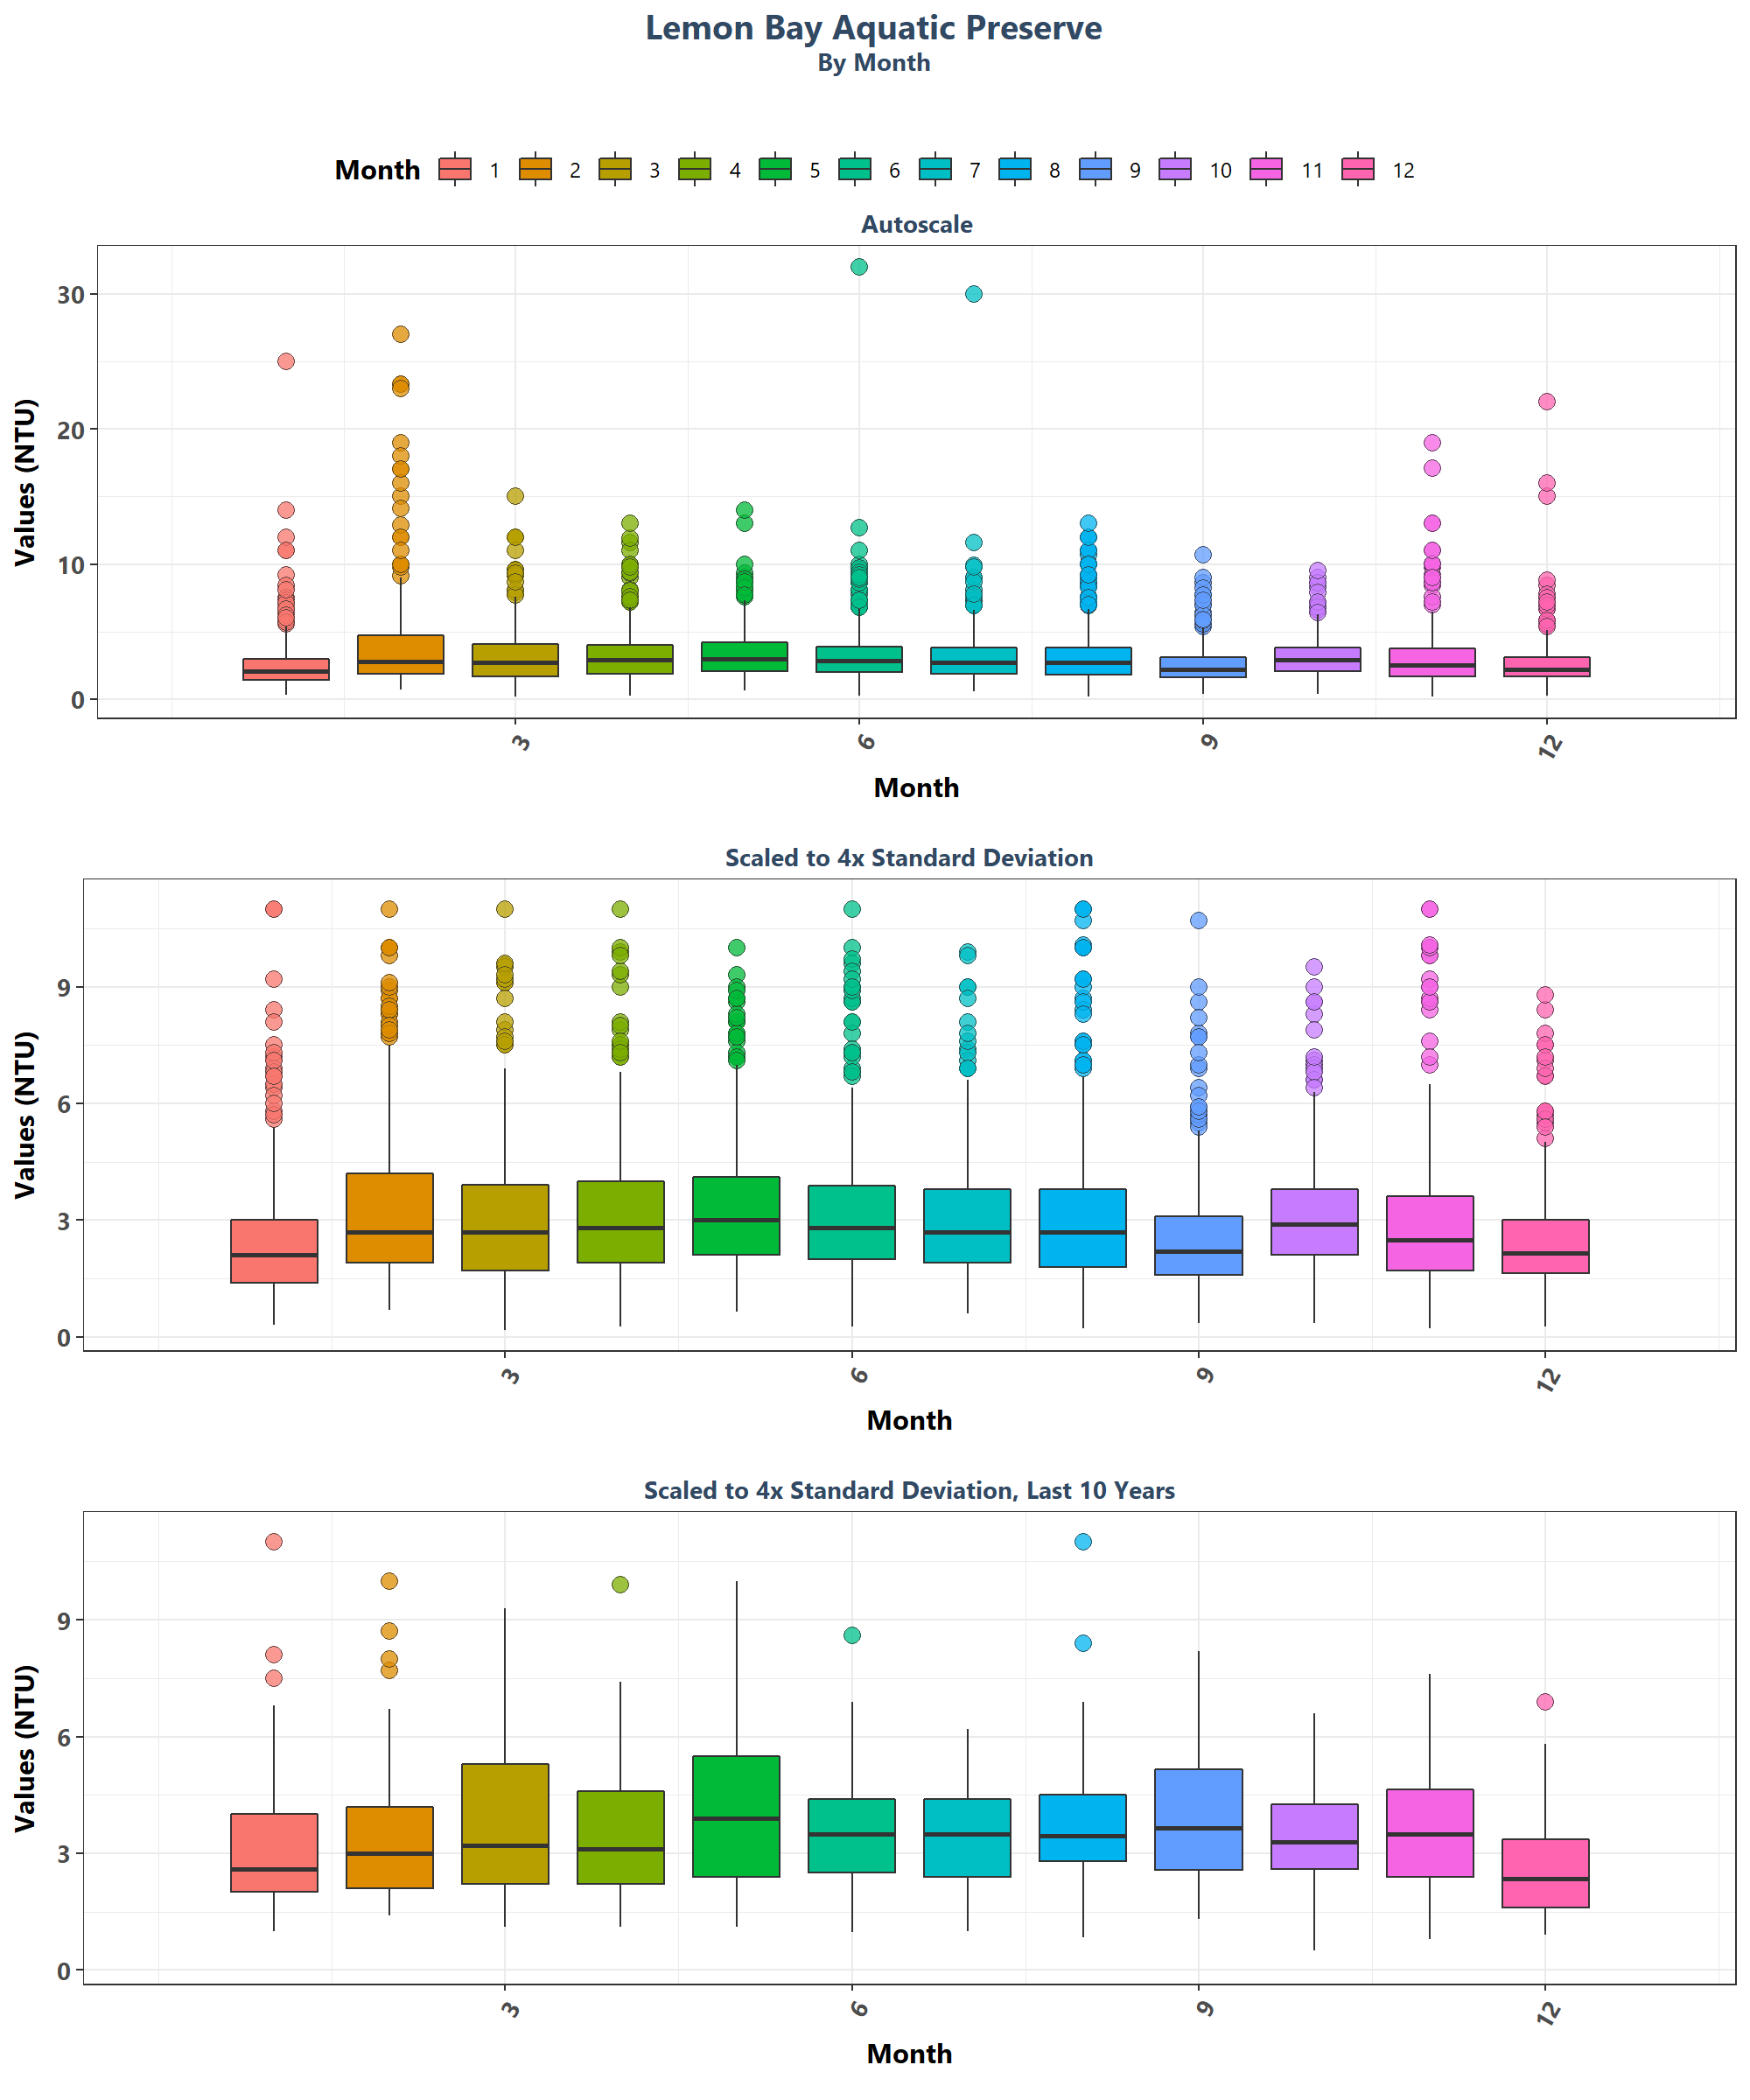 Lemon Bay Aquatic Preserve
By Month
Month 1 2 3 4 5 6 7 8 9 10 11 12
Autoscale
Values (NTU)
30
20
10
0
3 6 9 12
Month
Scaled to 4x Standard Deviation
Values (NTU)
9
6
3
0
3 6 9 12
Month
Scaled to 4x Standard Deviation, Last 10 Years
Values (NTU)
9
6
3
0
3 6 9 12
Month